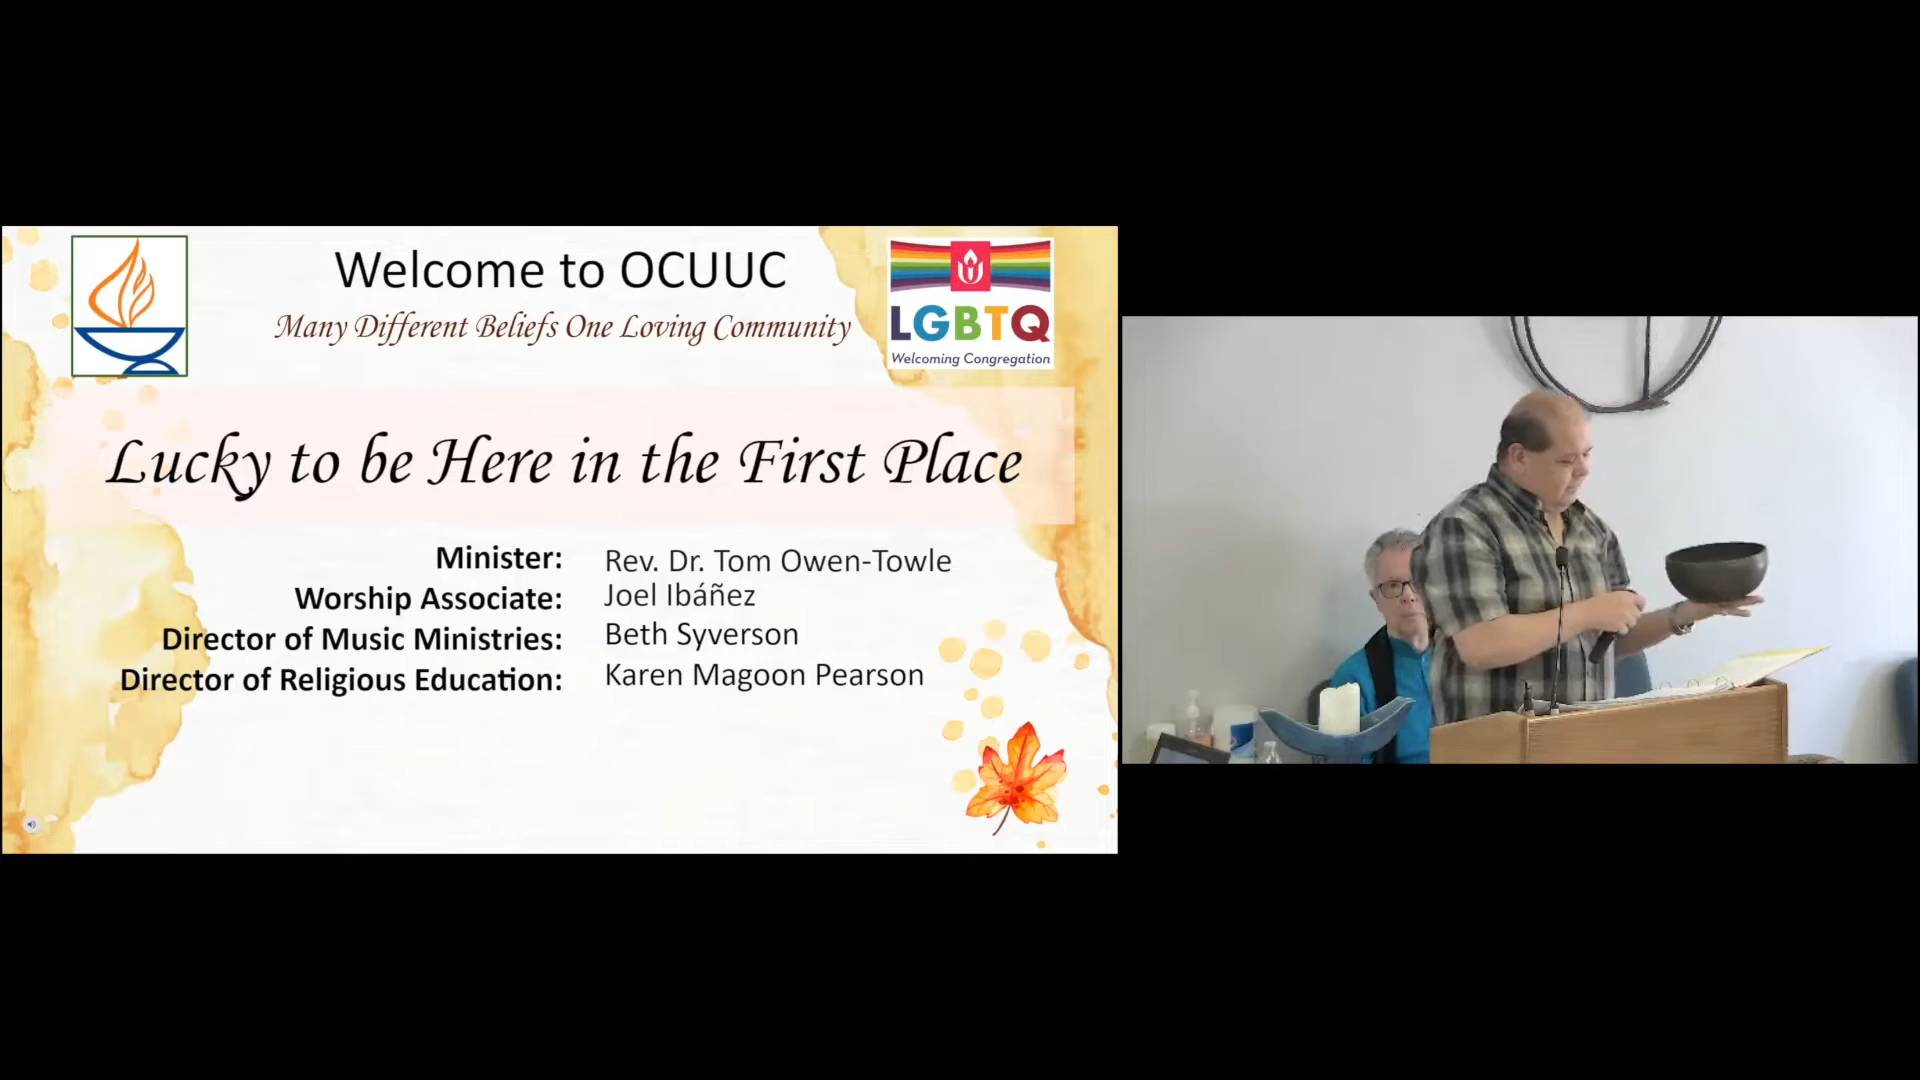 Welcome to OCUUC
Many Different Beliefs One Loving Community
LGBTQ
Welcoming Congregation
Lucky to be Here in the First Place
Minister: Rev. Dr. Tom Owen-Towle
Worship Associate: Joel Ibáñez
Director of Music Ministries: Beth Syverson
Director of Religious Education: Karen Magoon Pearson